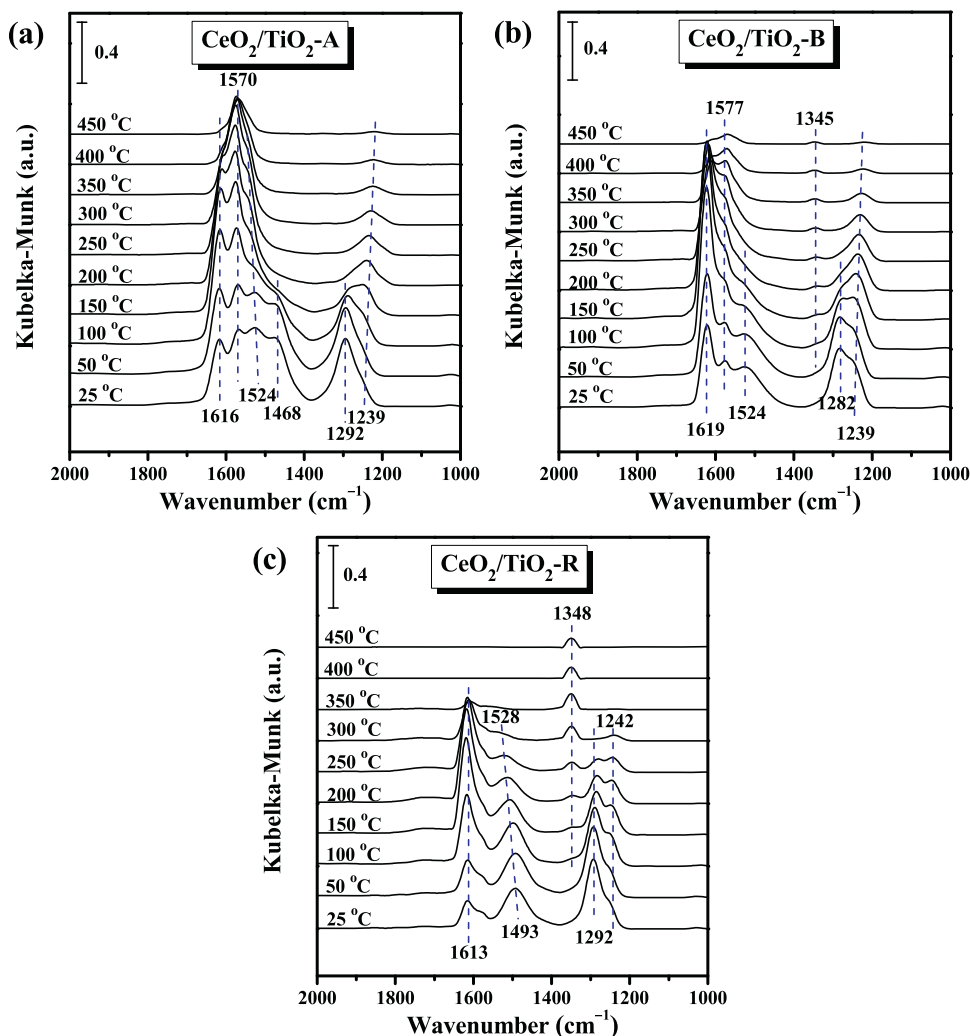 (a)
0.4
CeO2/TiO2-A
1570
450 °C
400 °C
350 °C
300 °C
250 °C
200 °C
150 °C
100 °C
50 °C
25 °C
1616
1524
1468
1292
1239
2000 1800 1600 1400 1200 1000
Wavenumber (cm−1)
Kubelka-Munk (a.u.)
(b)
0.4
CeO2/TiO2-B
1577
1345
450 °C
400 °C
350 °C
300 °C
250 °C
200 °C
150 °C
100 °C
50 °C
25 °C
1619
1524
1282
1239
2000 1800 1600 1400 1200 1000
Wavenumber (cm−1)
Kubelka-Munk (a.u.)
(c)
0.4
CeO2/TiO2-R
1348
450 °C
400 °C
350 °C
1528
1242
300 °C
250 °C
200 °C
150 °C
100 °C
50 °C
25 °C
1613
1493
1292
2000 1800 1600 1400 1200 1000
Wavenumber (cm−1)
Kubelka-Munk (a.u.)